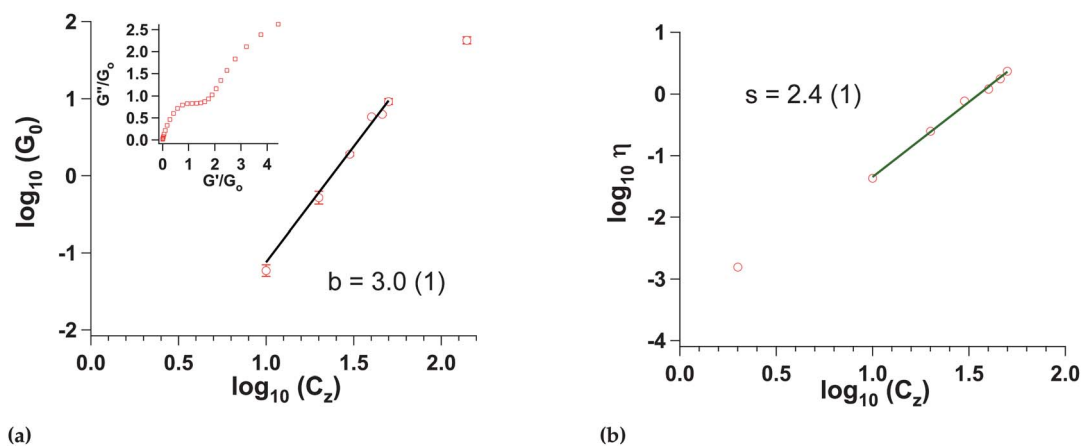 2
1
0
-1
-2
log10 (G0)
0.0 0.5 1.0 1.5 2.0
log10 (Cz)
b = 3.0 (1)
2.5
2.0
1.5
1.0
0.5
0.0
G''/Go
0 1 2 3 4
G'/Go
(a)
1
0
-1
-2
-3
-4
log10 η
s = 2.4 (1)
0.0 0.5 1.0 1.5 2.0
log10 (Cz)
(b)